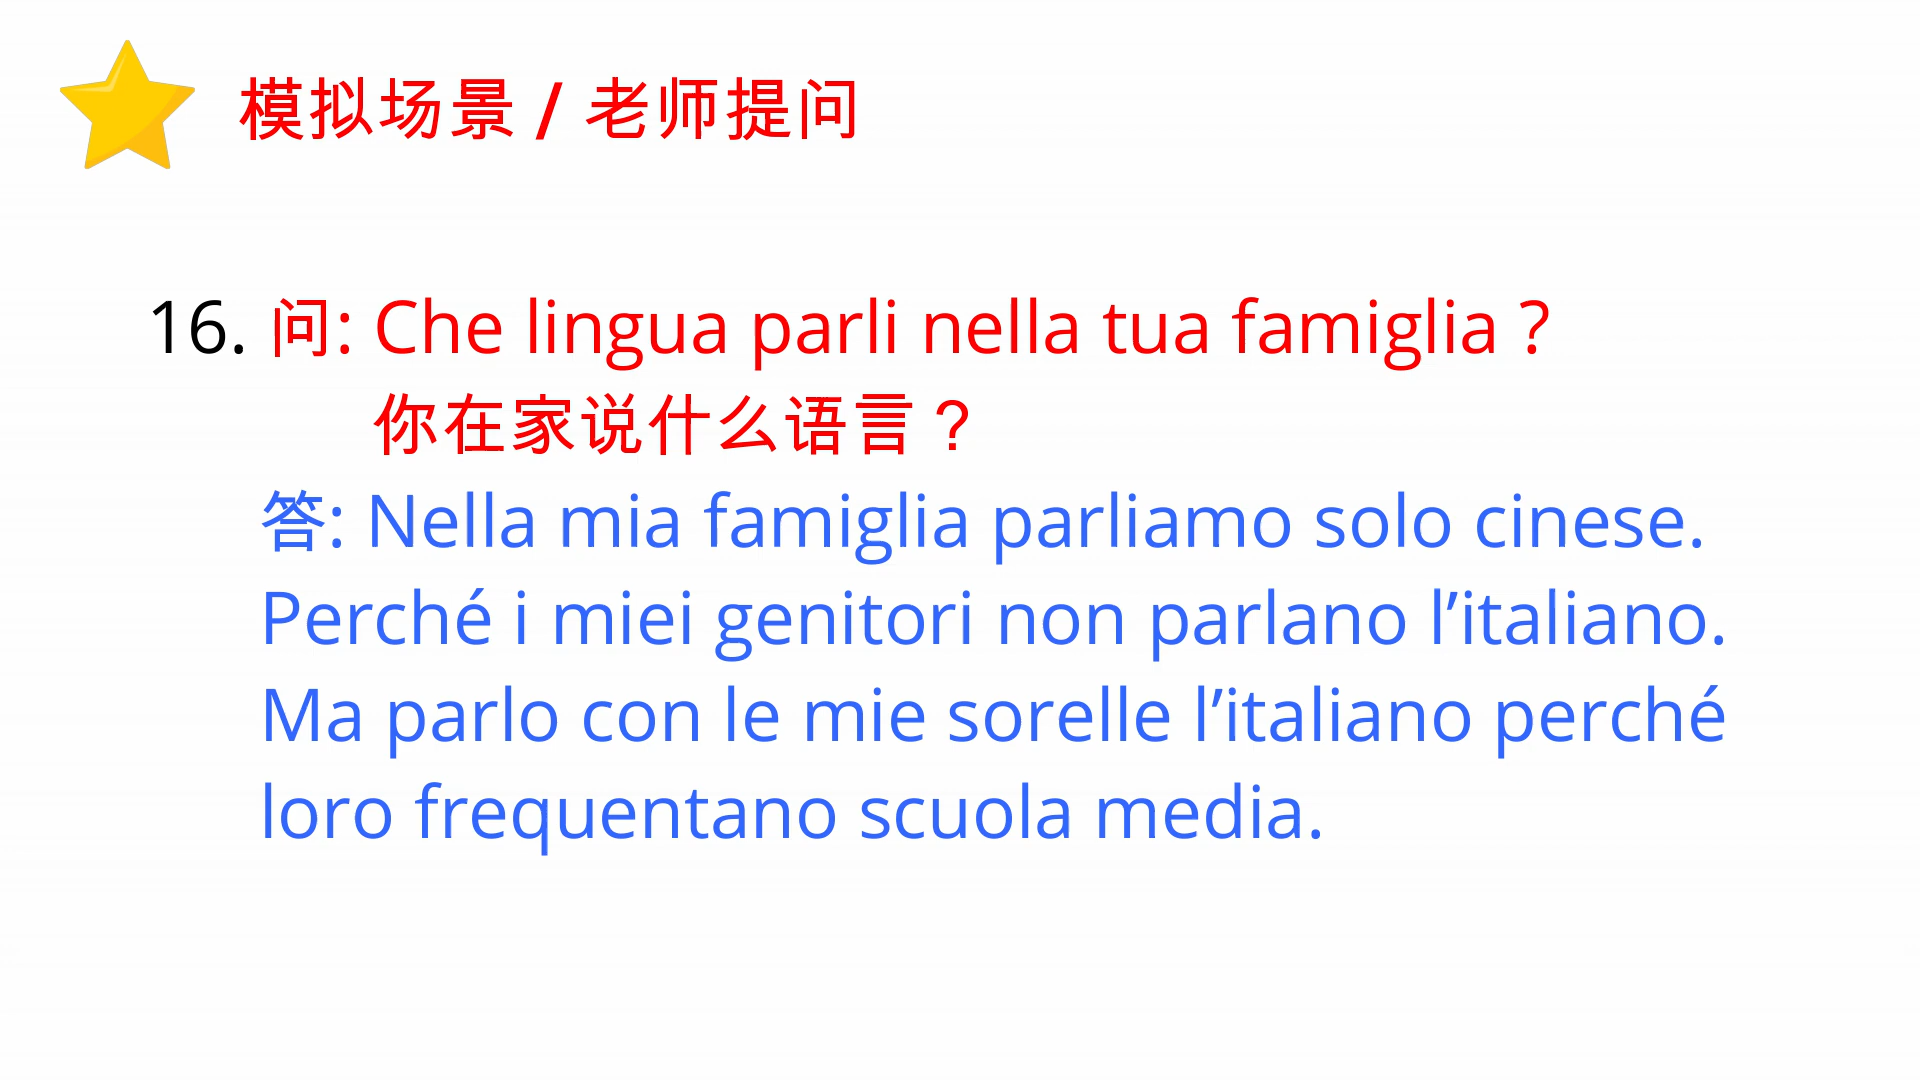 模拟场景 / 老师提问
16. 问: Che lingua parli nella tua famiglia ?
你在家说什么语言？
答: Nella mia famiglia parliamo solo cinese.
Perché i miei genitori non parlano l’italiano.
Ma parlo con le mie sorelle l’italiano perché
loro frequentano scuola media.